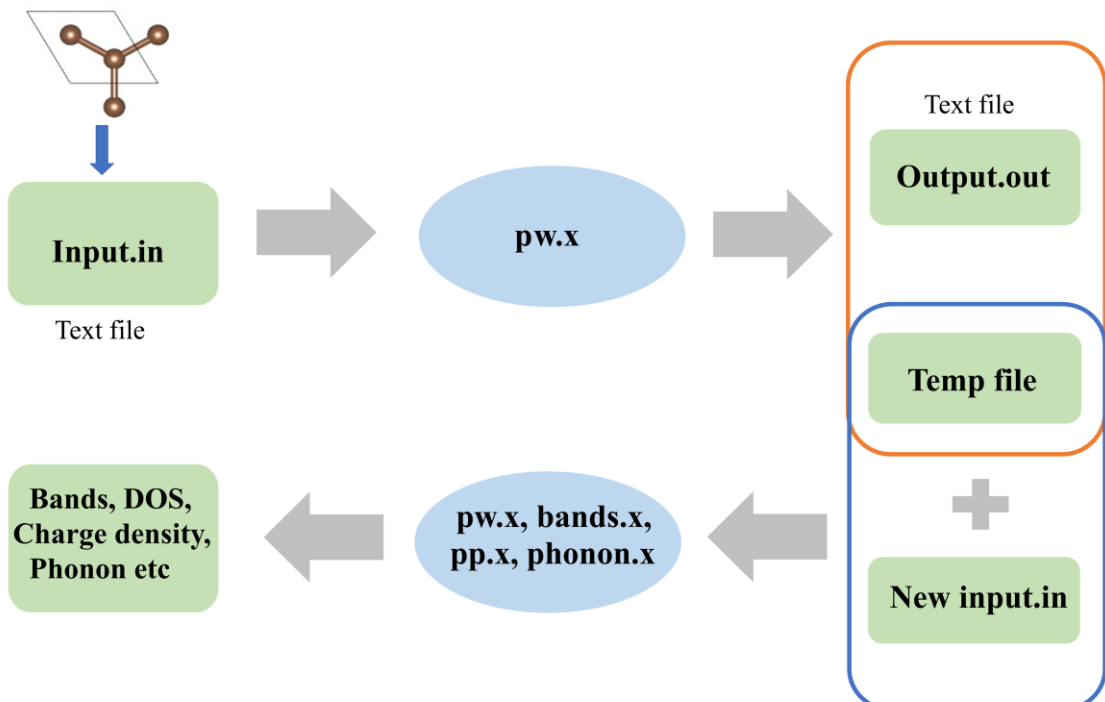 Input.in
Text file
pw.x
Text file
Output.out
Temp file
New input.in
pw.x, bands.x,
pp.x, phonon.x
Bands, DOS,
Charge density,
Phonon etc